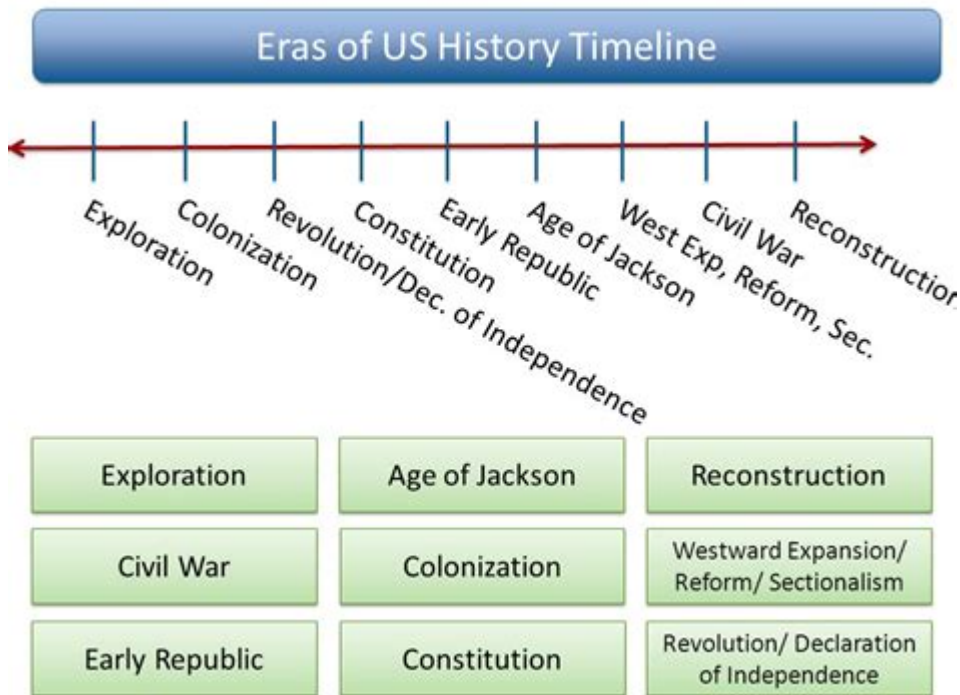 Eras of US History Timeline
Exploration
Colonization
Revolution/Dec. of Independence
Constitution
Early Republic
Age of Jackson
West Exp, Reform, Sec.
Civil War
Reconstruction
Exploration
Age of Jackson
Reconstruction
Civil War
Colonization
Westward Expansion/
Reform/ Sectionalism
Early Republic
Constitution
Revolution/ Declaration
of Independence